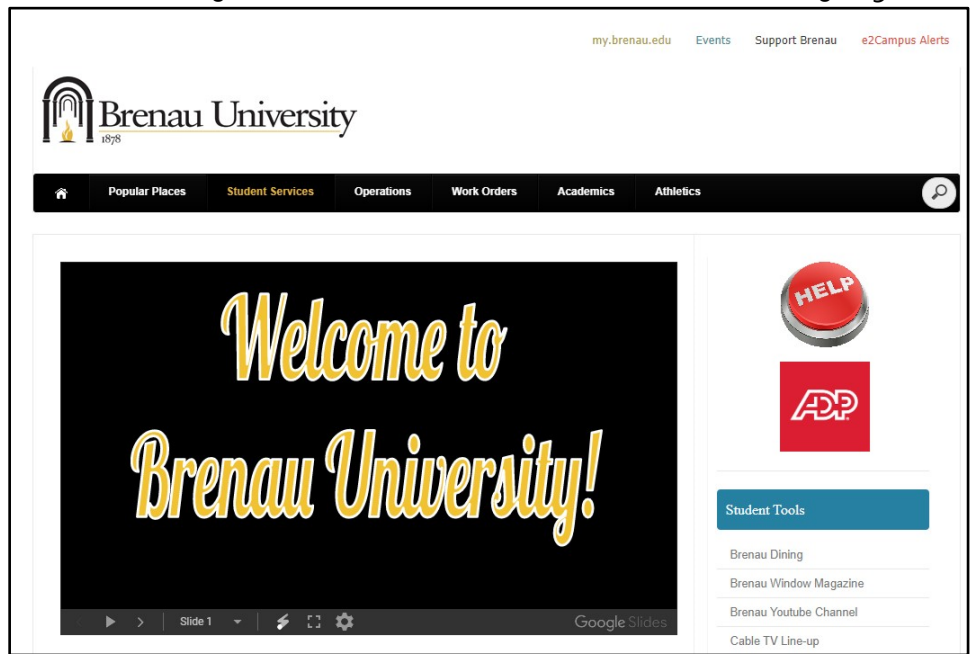 my.brenau.edu Events Support Brenau e2Campus Alerts
Brenau University
1878
Popular Places Student Services Operations Work Orders Academics Athletics
Welcome to
Brenau University!
HELP
ADP
Student Tools
Brenau Dining
Brenau Window Magazine
Brenau Youtube Channel
Cable TV Line-up
Slide 1 Google Slides